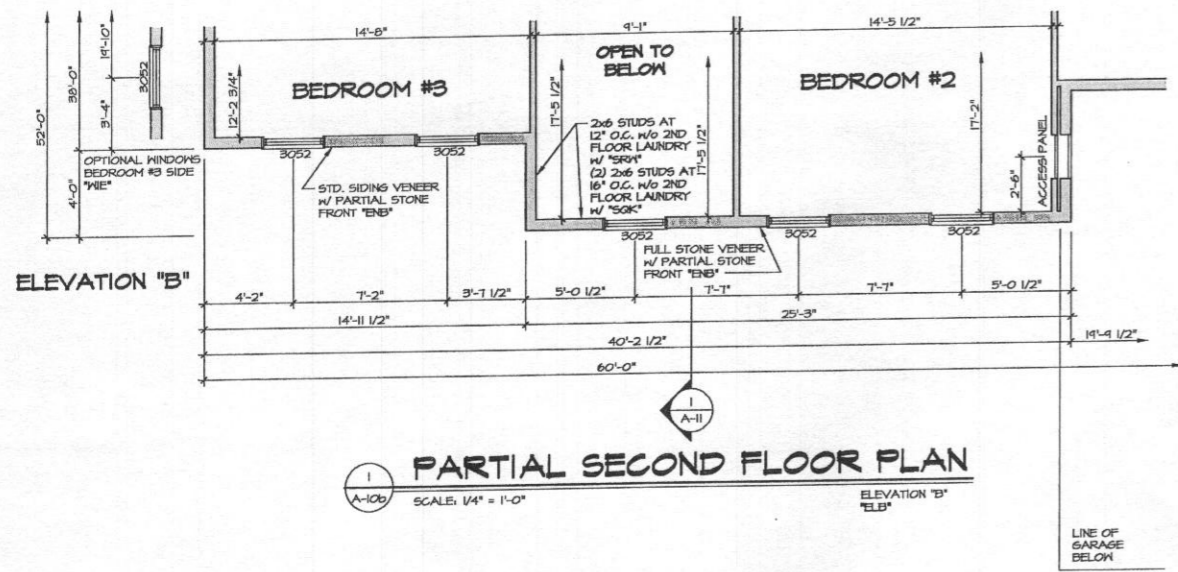 14'-8"
9'-1"
14'-5 1/2"
52'-0"
38'-0"
19'-10"
3052
3'-4"
4'-0"
12'-2 3/4"
BEDROOM #3
OPEN TO
BELOW
BEDROOM #2
17'-5 1/2"
17'-5 1/2"
17'-2"
2'-6"
ACCESS PANEL
2x6 STUDS AT
12" O.C. W/o 2ND
FLOOR LAUNDRY
W/ "SRW"
(2) 2x6 STUDS AT
16" O.C. W/o 2ND
FLOOR LAUNDRY
W/ "SGK"
OPTIONAL WINDOWS
BEDROOM #3 SIDE
"WIE"
3052
3052
STD. SIDING VENEER
W/ PARTIAL STONE
FRONT "ENB"
3052
3052
3052
FULL STONE VENEER
W/ PARTIAL STONE
FRONT "ENB"
ELEVATION "B"
4'-2"
7'-2"
3'-7 1/2"
5'-0 1/2"
7'-7"
7'-7"
5'-0 1/2"
14'-11 1/2"
25'-3"
40'-2 1/2"
19'-9 1/2"
60'-0"
1
A-11
1
A-10b
PARTIAL SECOND FLOOR PLAN
SCALE: 1/4" = 1'-0"
ELEVATION "B"
"ELB"
LINE OF
GARAGE
BELOW